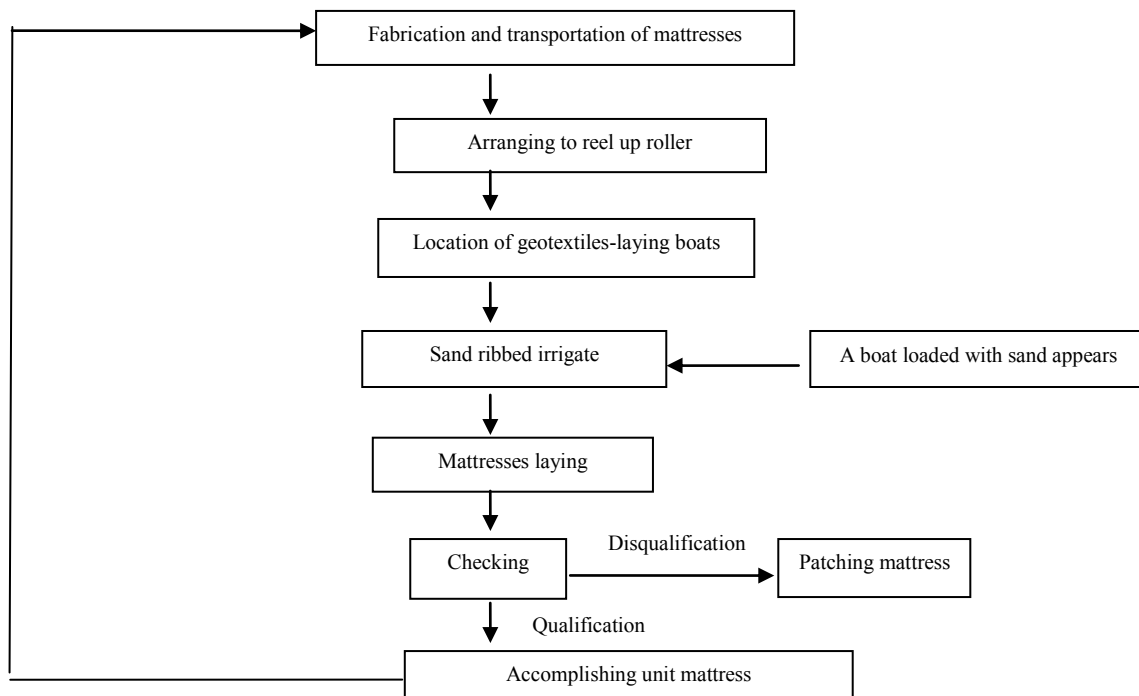 Fabrication and transportation of mattresses
Arranging to reel up roller
Location of geotextiles-laying boats
Sand ribbed irrigate
A boat loaded with sand appears
Mattresses laying
Checking
Disqualification
Patching mattress
Qualification
Accomplishing unit mattress